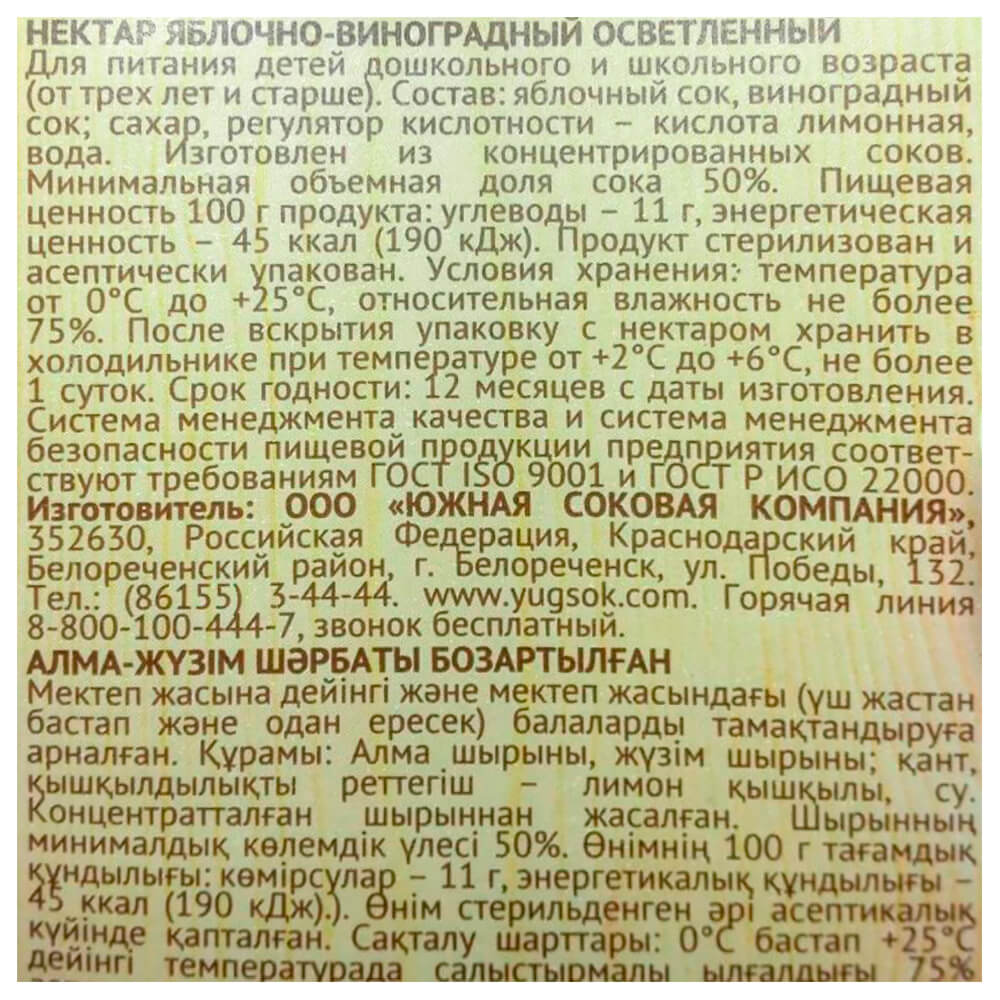 НЕКТАР ЯБЛОЧНО-ВИНОГРАДНЫЙ ОСВЕТЛЕННЫЙ
Для питания детей дошкольного и школьного возраста
(от трех лет и старше). Состав: яблочный сок, виноградный
сок; сахар, регулятор кислотности – кислота лимонная,
вода. Изготовлен из концентрированных соков.
Минимальная объемная доля сока 50%. Пищевая
ценность 100 г продукта: углеводы – 11 г, энергетическая
ценность – 45 ккал (190 кДж). Продукт стерилизован и
асептически упакован. Условия хранения: температура
от 0°С до +25°С, относительная влажность не более
75%. После вскрытия упаковку с нектаром хранить в
холодильнике при температуре от +2°С до +6°С, не более
1 суток. Срок годности: 12 месяцев с даты изготовления.
Система менеджмента качества и система менеджмента
безопасности пищевой продукции предприятия соответ-
ствуют требованиям ГОСТ ISO 9001 и ГОСТ Р ИСО 22000.
Изготовитель: ООО «ЮЖНАЯ СОКОВАЯ КОМПАНИЯ»,
352630, Российская Федерация, Краснодарский край,
Белореченский район, г. Белореченск, ул. Победы, 132.
Тел.: (86155) 3-44-44. www.yugsok.com. Горячая линия
8-800-100-444-7, звонок бесплатный.
АЛМА-ЖҮЗІМ ШӘРБАТЫ БОЗАРТЫЛҒАН
Мектеп жасына дейінгі және мектеп жасындағы (үш жастан
бастап және одан ересек) балаларды тамақтандыруға
арналған. Құрамы: Алма шырыны, жүзім шырыны; қант,
қышқылдылықты реттегіш – лимон қышқылы, су.
Концентратталған шырыннан жасалған. Шырынның
минималдық көлемдік үлесі 50%. Өнімнің 100 г тағамдық
құндылығы: көмірсулар – 11 г, энергетикалық құндылығы –
45 ккал (190 кДж).). Өнім стерильденген әрі асептикалық
күйінде қапталған. Сақталу шарттары: 0°С бастап +25°С
дейінгі температурада салыстырмалы ылғалдығы 75%